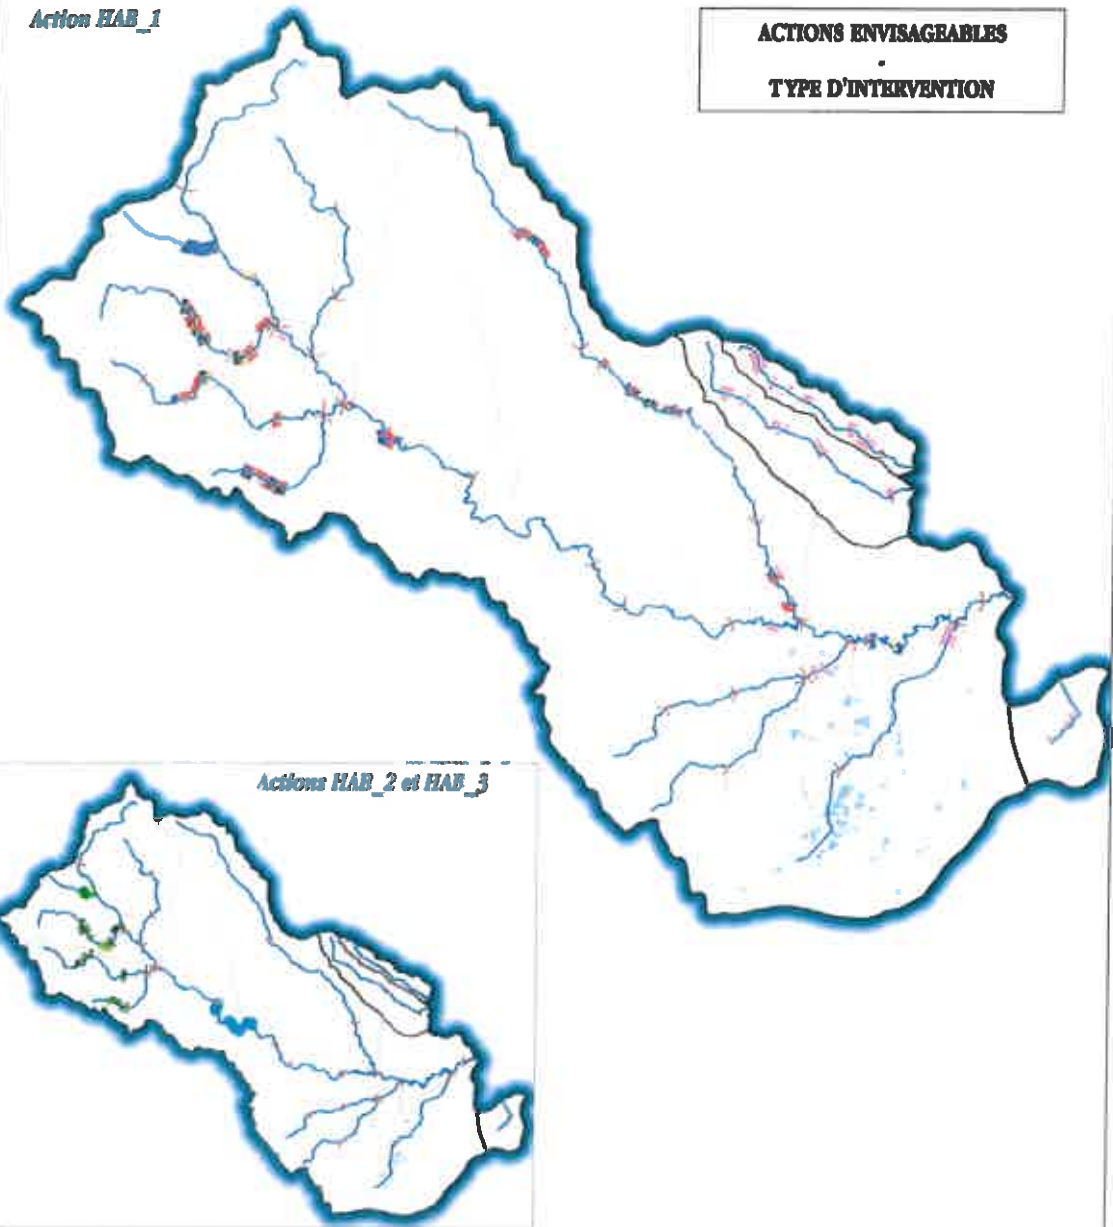 Action HAB_1
ACTIONS ENVISAGEABLES
-
TYPE D'INTERVENTION
Actions HAB_2 et HAB_3